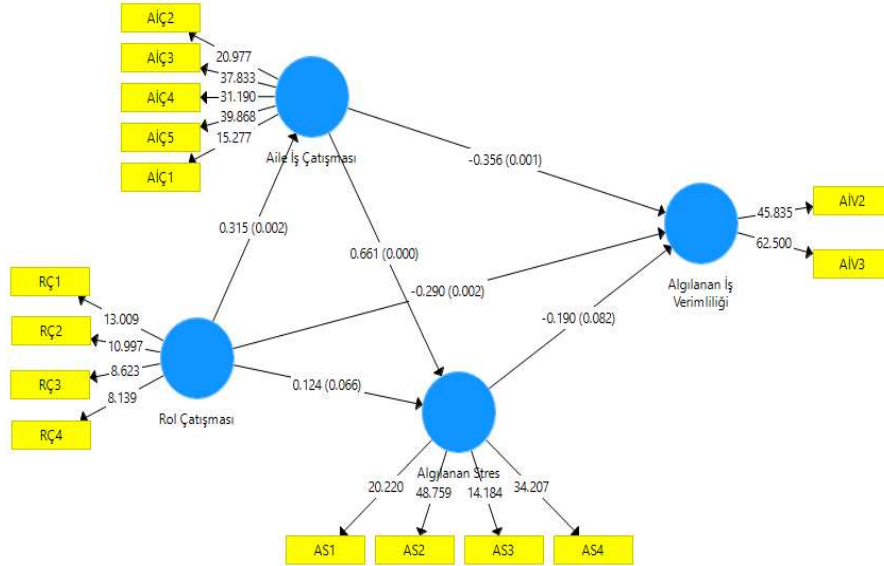 AİÇ2
AİÇ3
AİÇ4
AİÇ5
AİÇ1
20.977
37.833
31.190
39.868
15.277
Aile İş Çatışması
-0.356 (0.001)
0.315 (0.002)
0.661 (0.000)
-0.290 (0.002)
-0.190 (0.082)
0.124 (0.066)
AİV2
AİV3
45.835
62.500
Algılanan İş
Verimliliği
RÇ1
RÇ2
RÇ3
RÇ4
13.009
10.997
8.623
8.139
Rol Çatışması
Algılanan Stres
20.220
48.759
14.184
34.207
AS1
AS2
AS3
AS4